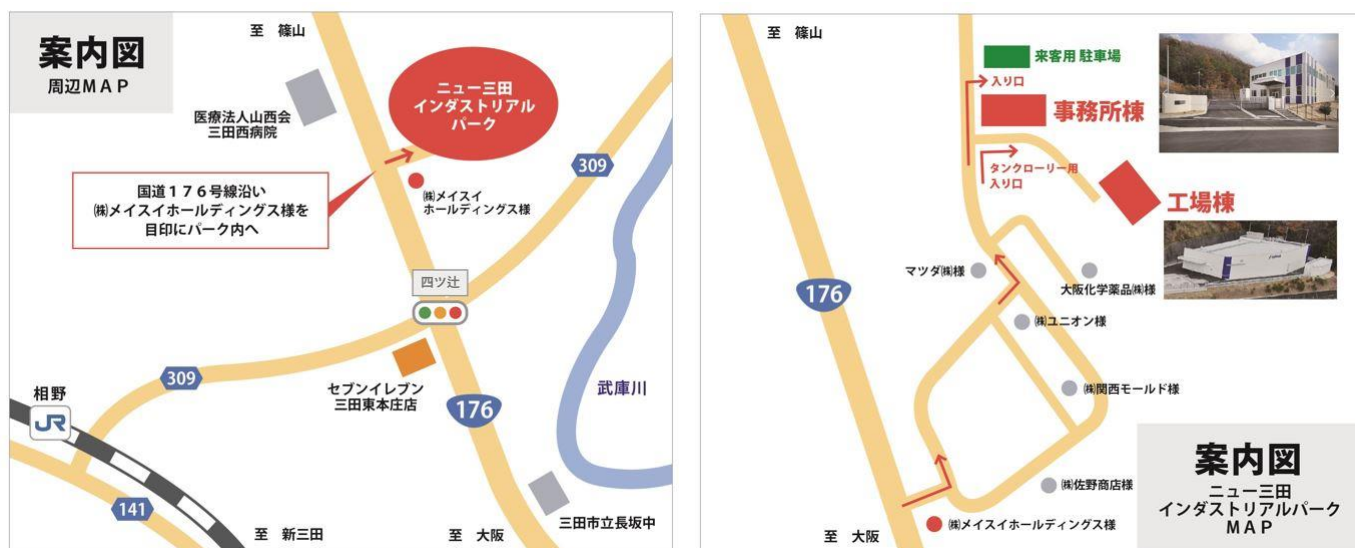 案内図
周辺MAP
至 篠山
医療法人山西会
三田西病院
ニュー三田
インダストリアル
パーク
309
国道176号線沿い
㈱メイスイホールディングス様を
目印にパーク内へ
㈱メイスイ
ホールディングス様
四ツ辻
309
セブンイレブン
三田東本庄店
176
武庫川
相野
JR
141
至 新三田
至 大阪
三田市立長坂中
至 篠山
来客用 駐車場
入り口
事務所棟
タンクローリー用
入り口
工場棟
マツダ㈱様
大阪化学薬品㈱様
176
㈱ユニオン様
㈱関西モールド様
㈱佐野商店様
㈱メイスイホールディングス様
至 大阪
案内図
ニュー三田
インダストリアルパーク
MAP